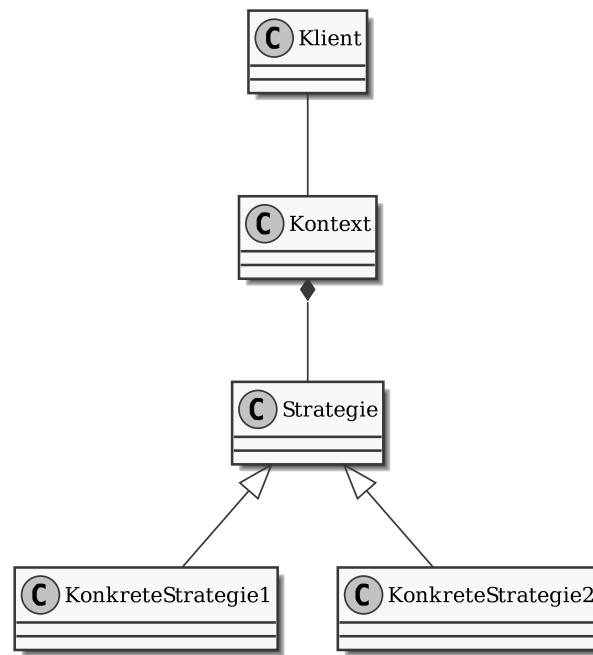 C Klient
C Kontext
C Strategie
C KonkreteStrategie1
C KonkreteStrategie2